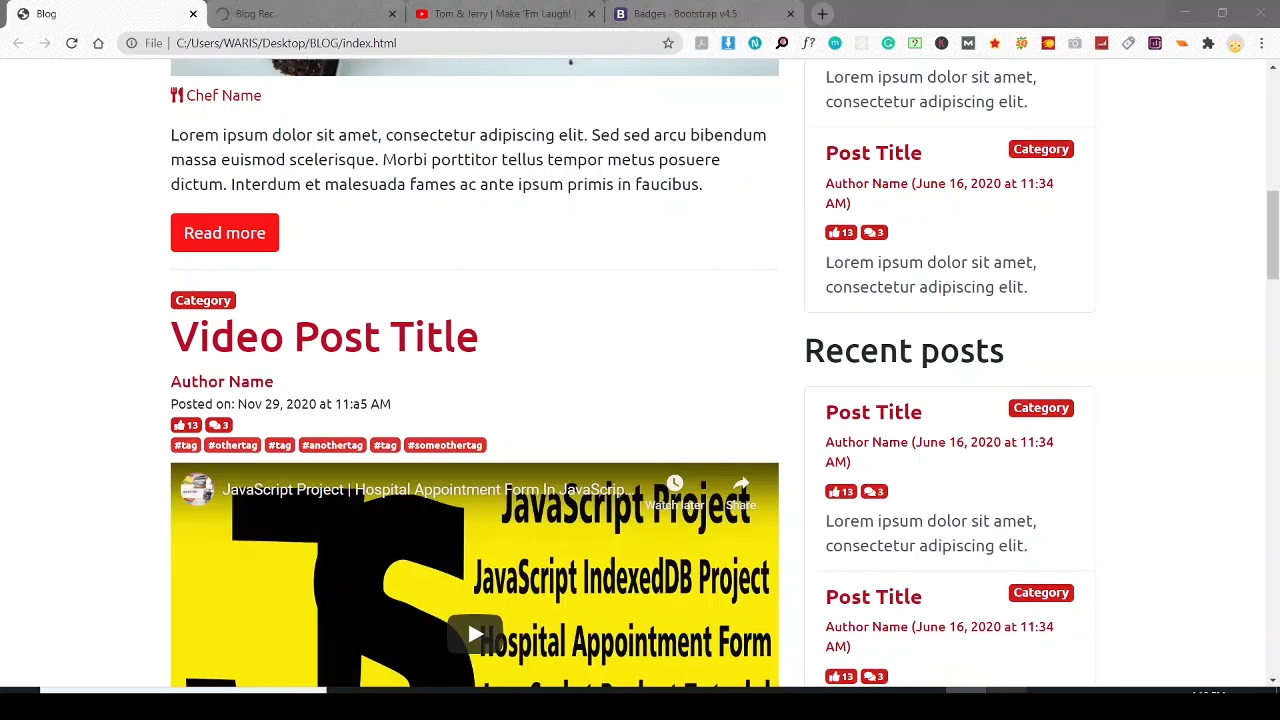 Blog
Blog Rec
Tom & Jerry | Make 'Em Laugh! |
Badges · Bootstrap v4.5
File | C:/Users/WARIS/Desktop/BLOG/index.html
Chef Name
Lorem ipsum dolor sit amet, consectetur adipiscing elit. Sed sed arcu bibendum
massa euismod scelerisque. Morbi porttitor tellus tempor metus posuere
dictum. Interdum et malesuada fames ac ante ipsum primis in faucibus.
Read more
Category
Video Post Title
Author Name
Posted on: Nov 29, 2020 at 11:a5 AM
13 3
#tag #othertag #tag #anothertag #tag #someothertag
JavaScript Project | Hospital Appointment Form In JavaScrip...
Watch later Share
JS
JavaScript Project
JavaScript IndexedDB Project
Hospital Appointment Form
Lorem ipsum dolor sit amet,
consectetur adipiscing elit.
Post Title Category
Author Name (June 16, 2020 at 11:34
AM)
13 3
Lorem ipsum dolor sit amet,
consectetur adipiscing elit.
Recent posts
Post Title Category
Author Name (June 16, 2020 at 11:34
AM)
13 3
Lorem ipsum dolor sit amet,
consectetur adipiscing elit.
Post Title Category
Author Name (June 16, 2020 at 11:34
AM)
13 3